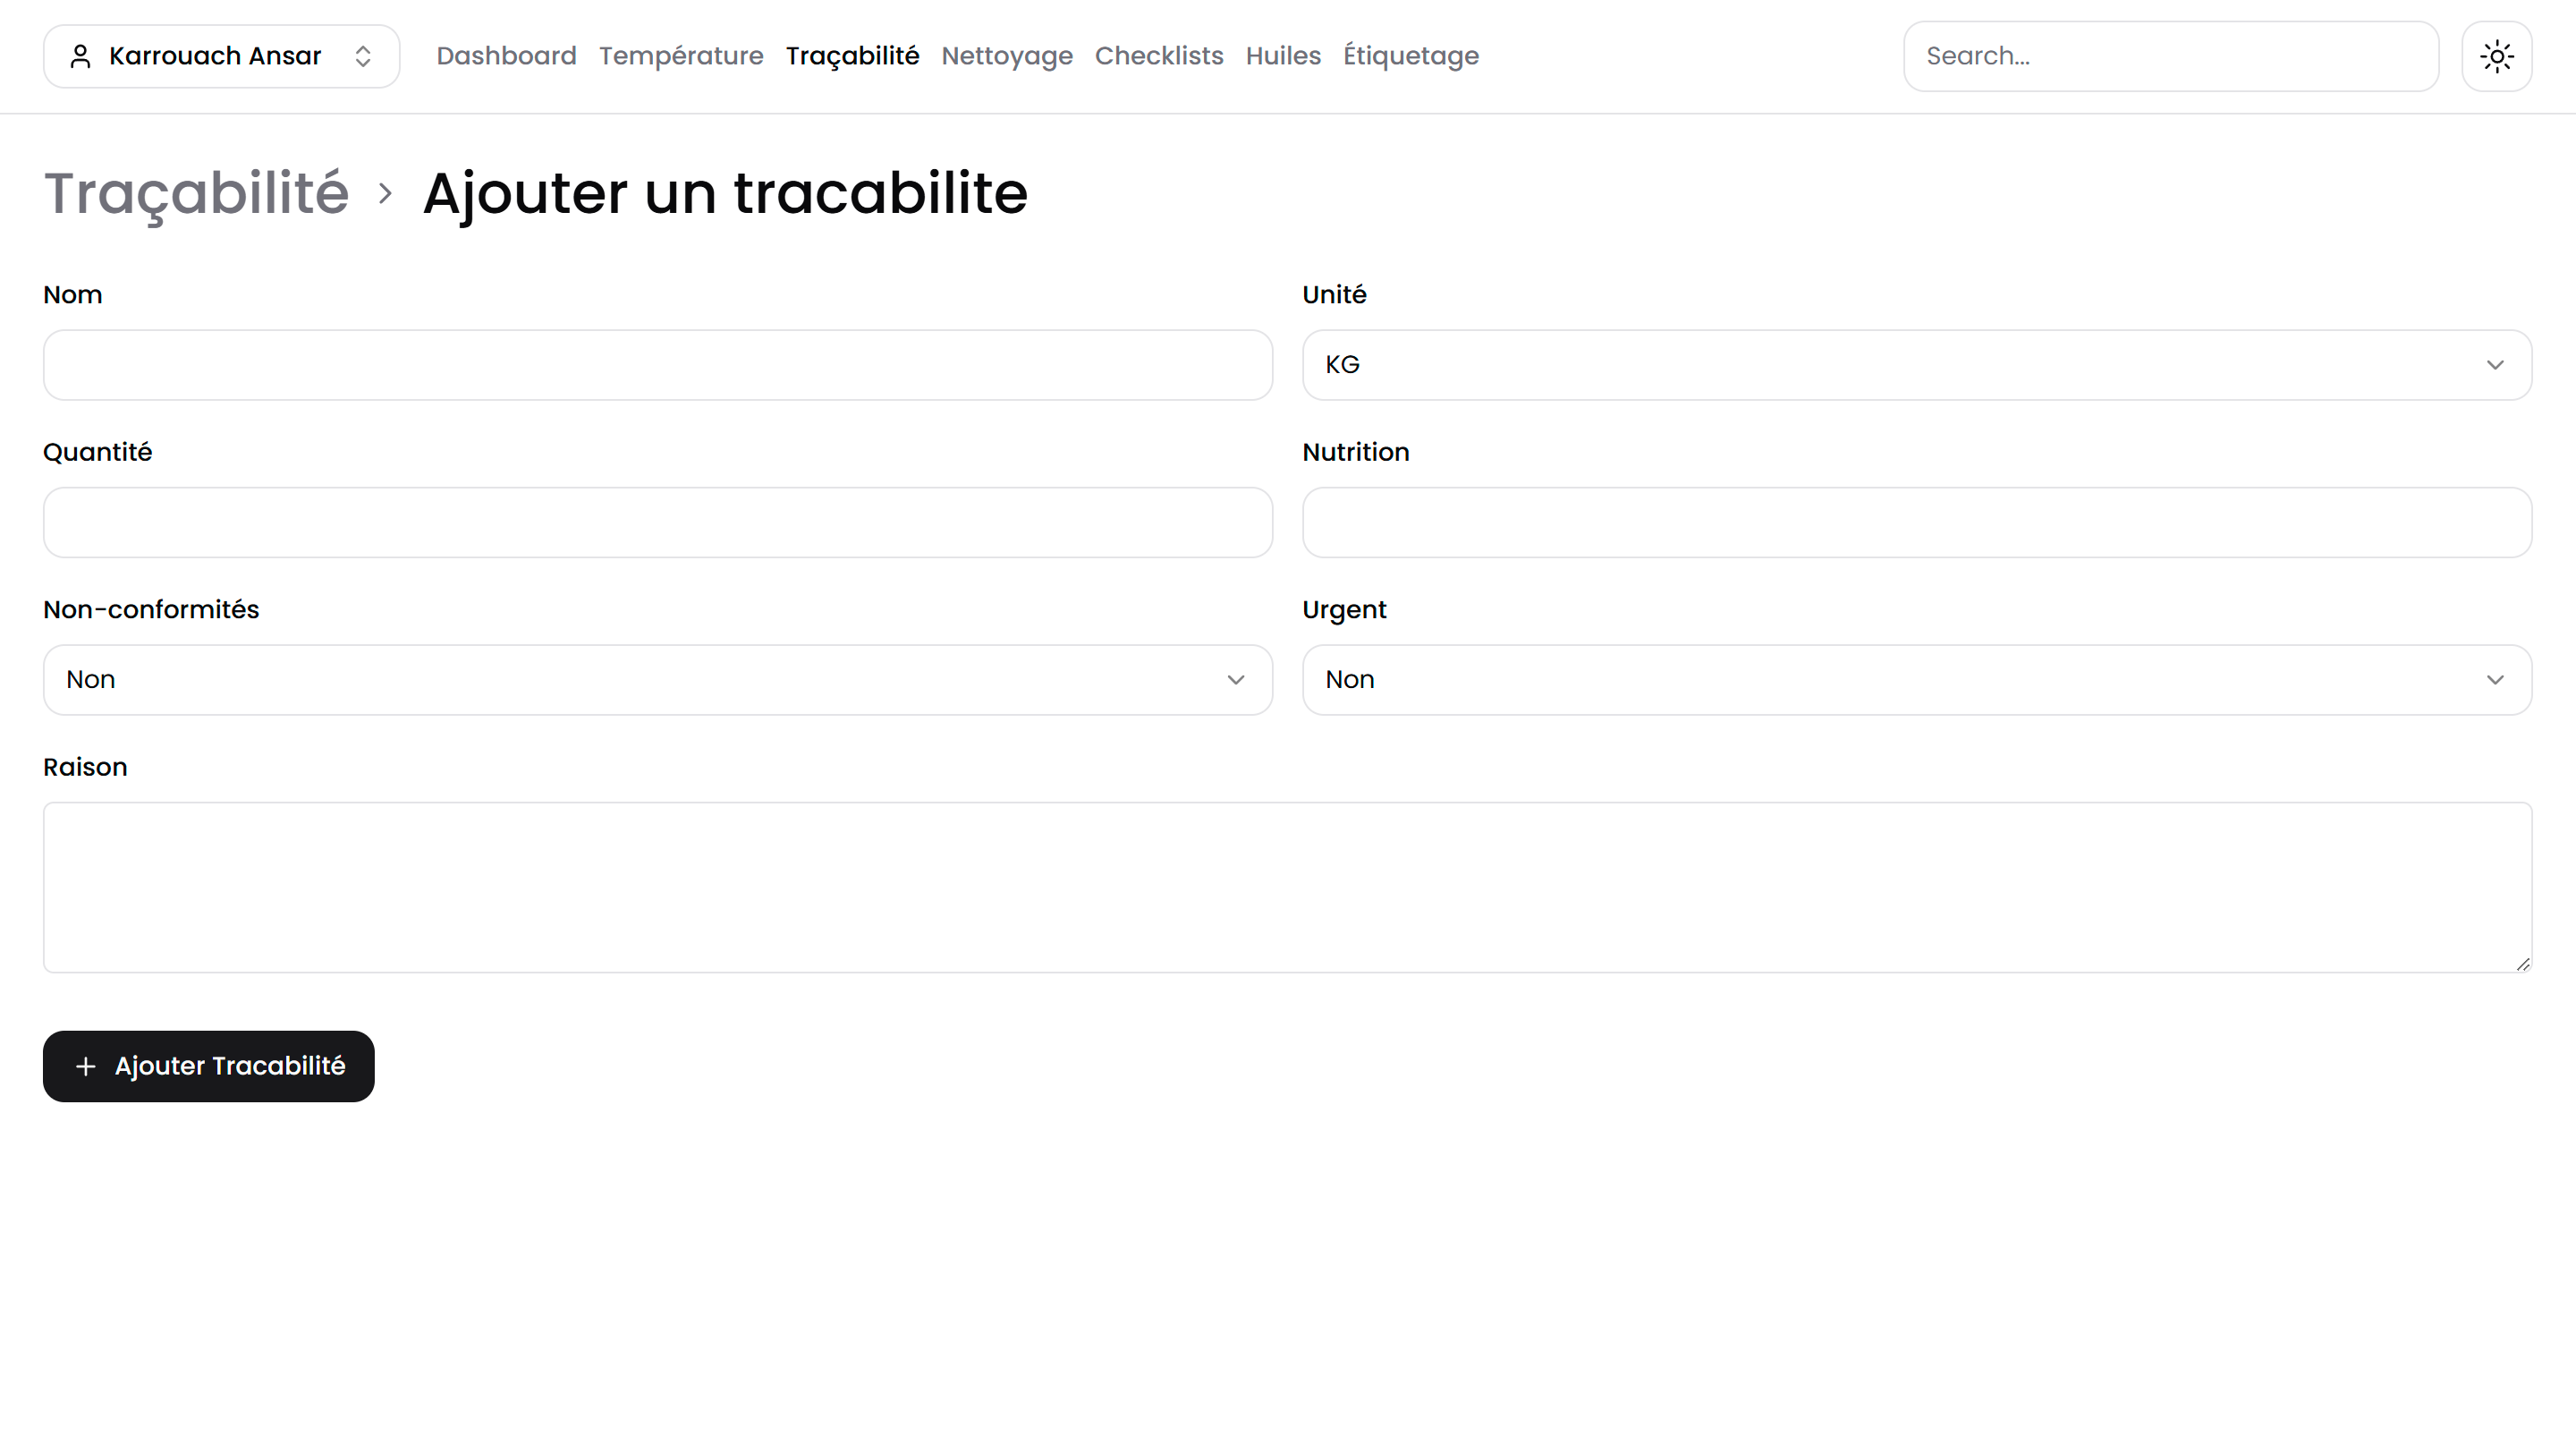 Karrouach Ansar Dashboard Température Traçabilité Nettoyage Checklists Huiles Étiquetage Search...
Traçabilité > Ajouter un tracabilite
Nom Unité
KG
Quantité Nutrition
Non-conformités Urgent
Non Non
Raison
+ Ajouter Tracabilité